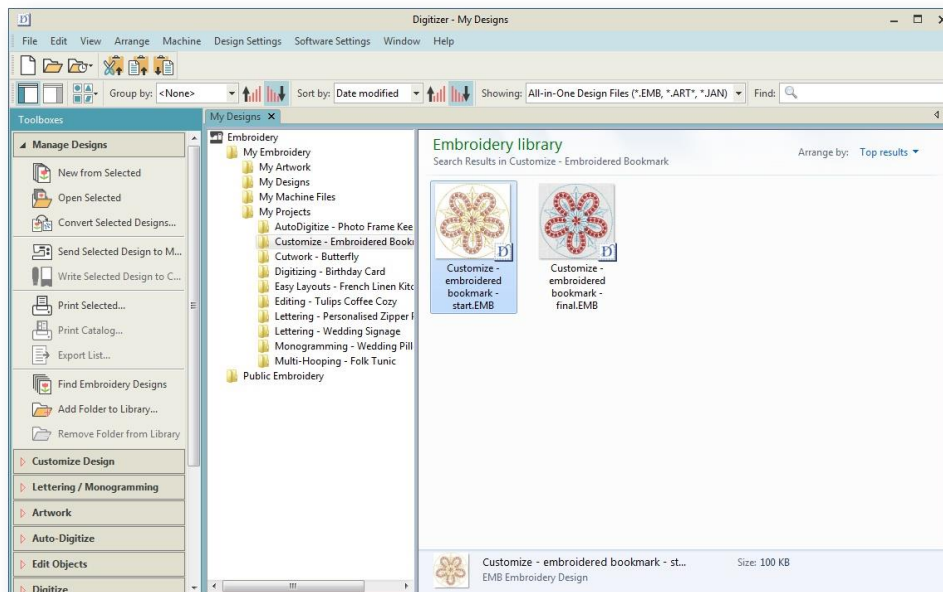 Digitizer - My Designs
File Edit View Arrange Machine Design Settings Software Settings Window Help
Group by: <None> Sort by: Date modified Showing: All-in-One Design Files (*.EMB, *.ART*, *.JAN) Find:
Toolboxes
My Designs X
Manage Designs
New from Selected
Open Selected
Convert Selected Designs...
Send Selected Design to M...
Write Selected Design to C...
Print Selected...
Print Catalog...
Export List...
Find Embroidery Designs
Add Folder to Library...
Remove Folder from Library
Customize Design
Lettering / Monogramming
Artwork
Auto-Digitize
Edit Objects
Digitize
Embroidery
My Embroidery
My Artwork
My Designs
My Machine Files
My Projects
AutoDigitize - Photo Frame Kee
Customize - Embroidered Book
Cutwork - Butterfly
Digitizing - Birthday Card
Easy Layouts - French Linen Kitc
Editing - Tulips Coffee Cozy
Lettering - Personalised Zipper
Lettering - Wedding Signage
Monogramming - Wedding Pill
Multi-Hooping - Folk Tunic
Public Embroidery
Embroidery library
Search Results in Customize - Embroidered Bookmark
Arrange by: Top results
Customize -
embroidered
bookmark -
start.EMB
Customize -
embroidered
bookmark -
final.EMB
Customize - embroidered bookmark - st... Size: 100 KB
EMB Embroidery Design